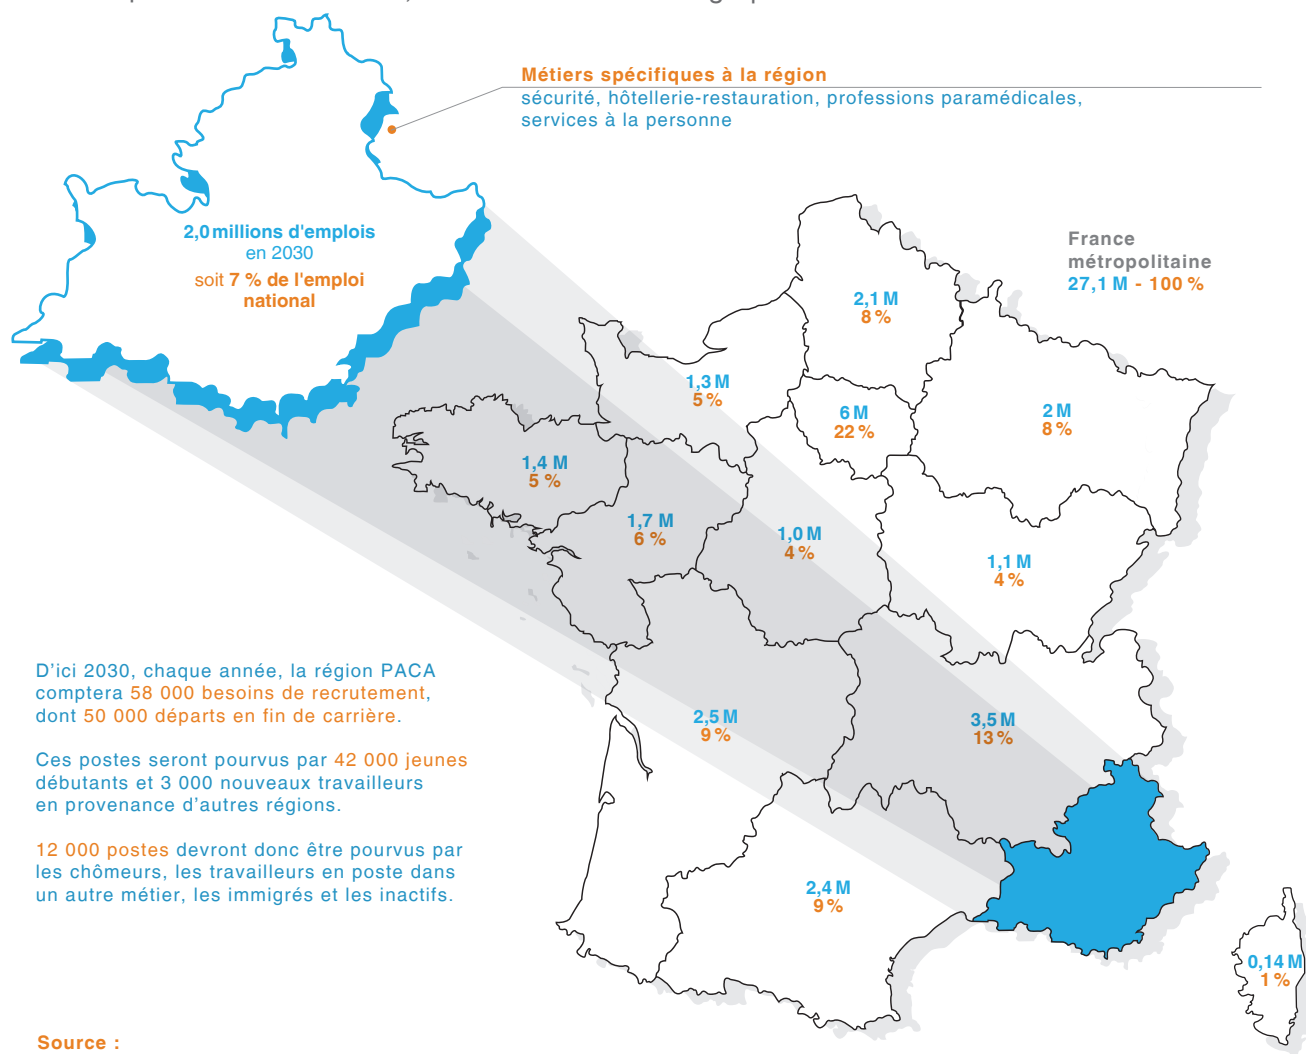 Métiers spécifiques à la région
sécurité, hôtellerie-restauration, professions paramédicales,
services à la personne
2,0 millions d'emplois
en 2030
soit 7 % de l'emploi
national
France
métropolitaine
27,1 M - 100 %
2,1 M
8 %
1,3 M
5 %
6 M
22 %
2 M
8 %
1,4 M
5 %
1,7 M
6 %
1,0 M
4 %
1,1 M
4 %
D'ici 2030, chaque année, la région PACA
comptera 58 000 besoins de recrutement,
dont 50 000 départs en fin de carrière.
Ces postes seront pourvus par 42 000 jeunes
débutants et 3 000 nouveaux travailleurs
en provenance d'autres régions.
12 000 postes devront donc être pourvus par
les chômeurs, les travailleurs en poste dans
un autre métier, les immigrés et les inactifs.
2,5 M
9 %
3,5 M
13 %
2,4 M
9 %
0,14 M
1 %
Source :